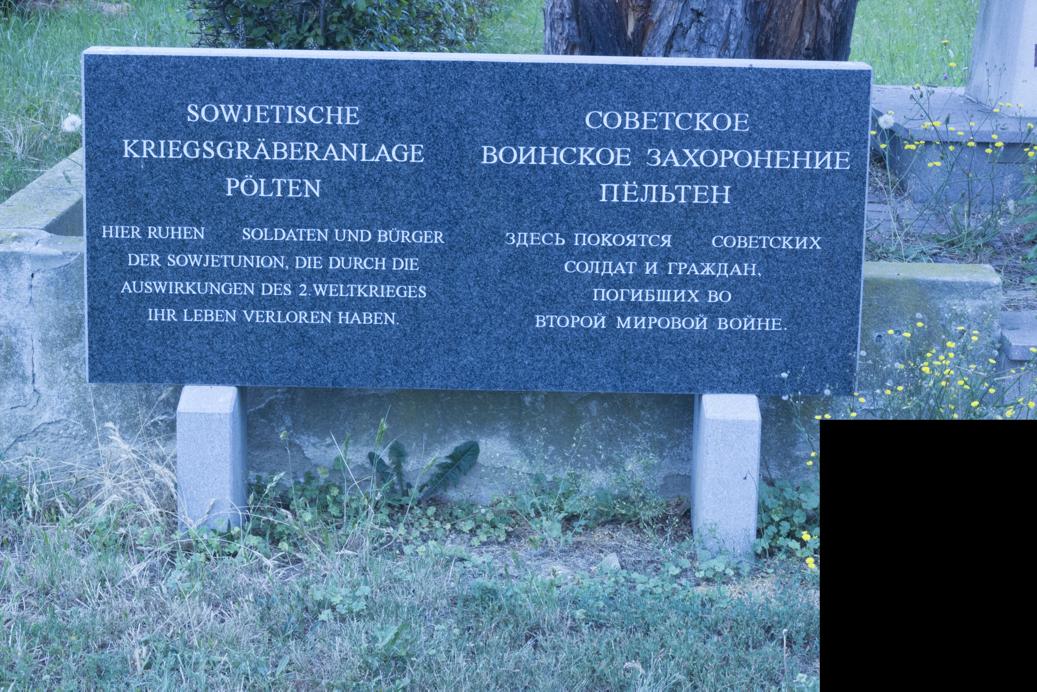 SOWJETISCHE
KRIEGSGRÄBERANLAGE
PÖLTEN
HIER RUHEN SOLDATEN UND BÜRGER
DER SOWJETUNION, DIE DURCH DIE
AUSWIRKUNGEN DES 2.WELTKRIEGES
IHR LEBEN VERLOREN HABEN.
СОВЕТСКОЕ
ВОИНСКОЕ ЗАХОРОНЕНИЕ
ПЁЛЬТЕН
ЗДЕСЬ ПОКОЯТСЯ СОВЕТСКИХ
СОЛДАТ И ГРАЖДАН,
ПОГИБШИХ ВО
ВТОРОЙ МИРОВОЙ ВОЙНЕ.